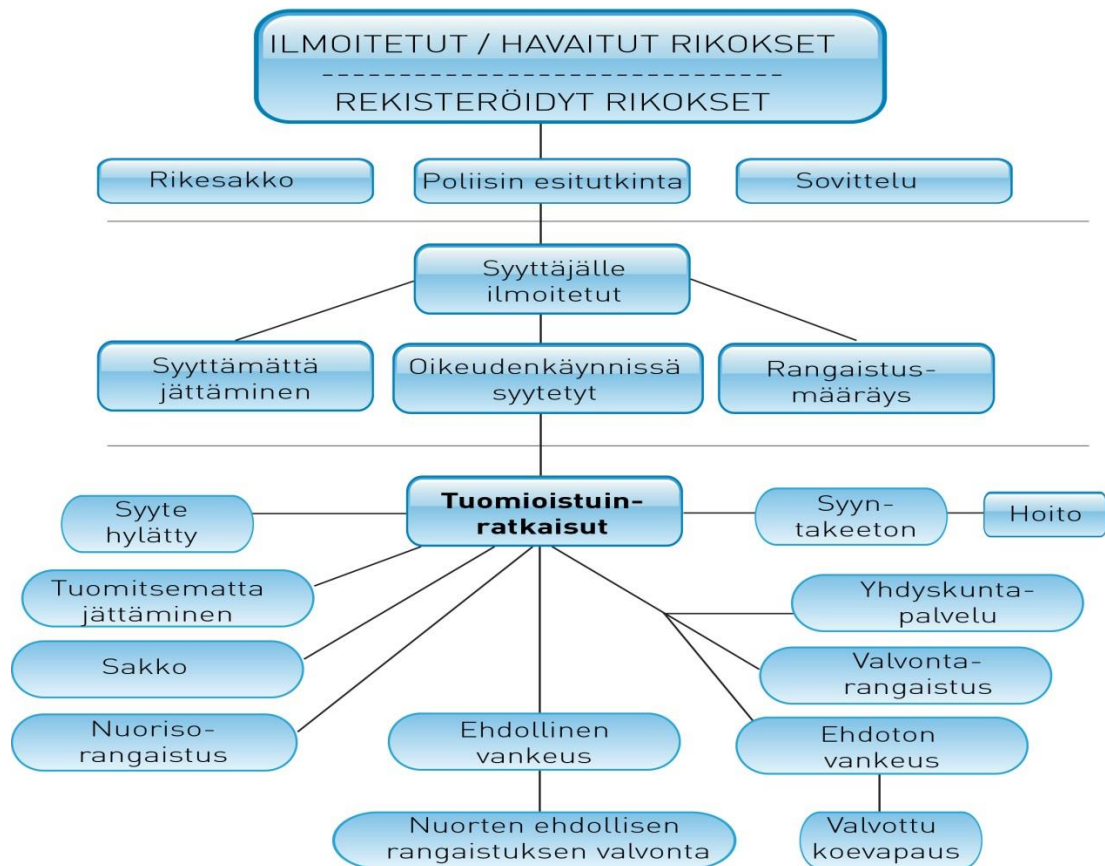 ILMOITETUT / HAVAITUT RIKOKSET
REKISTERÖIDYT RIKOKSET
Rikesakko
Poliisin esitutkinta
Sovittelu
Syyttäjälle
ilmoitetut
Syyttämättä
jättäminen
Oikeudenkäynnissä
syytetyt
Rangaistus-
määräys
Syyte
hylätty
Tuomioistuin-
ratkaisut
Syyn-
takeeton
Hoito
Tuomitsematta
jättäminen
Yhdyskunta-
palvelu
Sakko
Valvonta-
rangaistus
Nuoriso-
rangaistus
Ehdollinen
vankeus
Ehdoton
vankeus
Nuorten ehdollisen
rangaistuksen valvonta
Valvottu
koevapaus